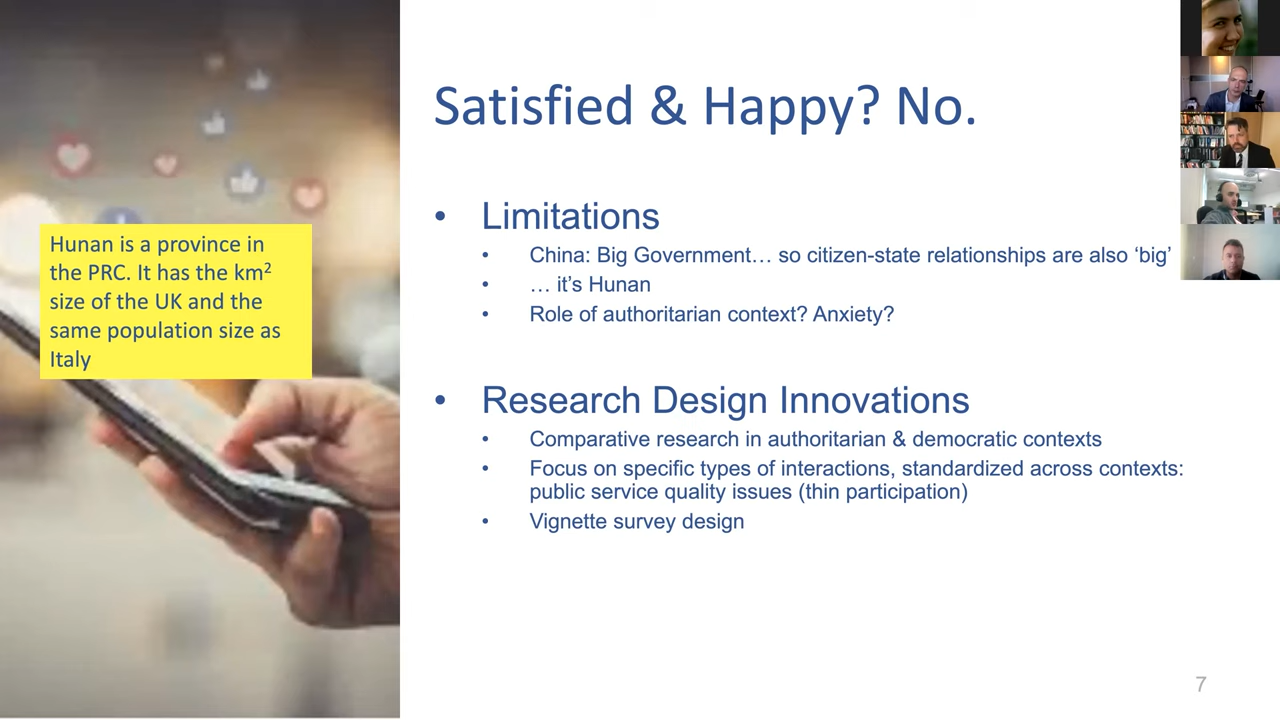 Satisfied & Happy? No.
• Limitations
• China: Big Government… so citizen-state relationships are also ‘big’
• … it’s Hunan
• Role of authoritarian context? Anxiety?
Hunan is a province in
the PRC. It has the km²
size of the UK and the
same population size as
Italy
• Research Design Innovations
• Comparative research in authoritarian & democratic contexts
• Focus on specific types of interactions, standardized across contexts:
public service quality issues (thin participation)
• Vignette survey design
7